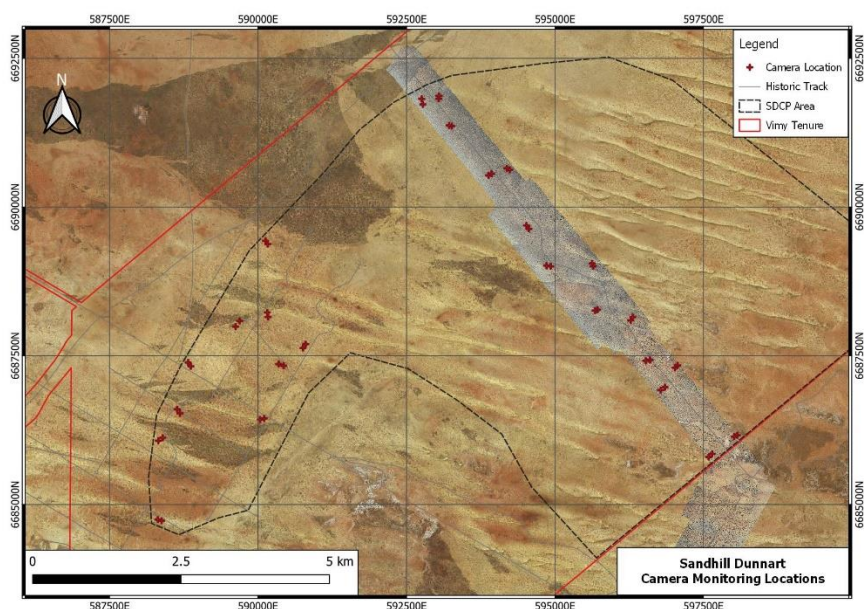 587500E 590000E 592500E 595000E 597500E
6692500N 6692500N
Legend
Camera Location
Historic Track
SDCP Area
Vimy Tenure
N
6690000N 6690000N
6687500N 6687500N
6685000N 6685000N
0 2.5 5 km
Sandhill Dunnart
Camera Monitoring Locations
587500E 590000E 592500E 595000E 597500E